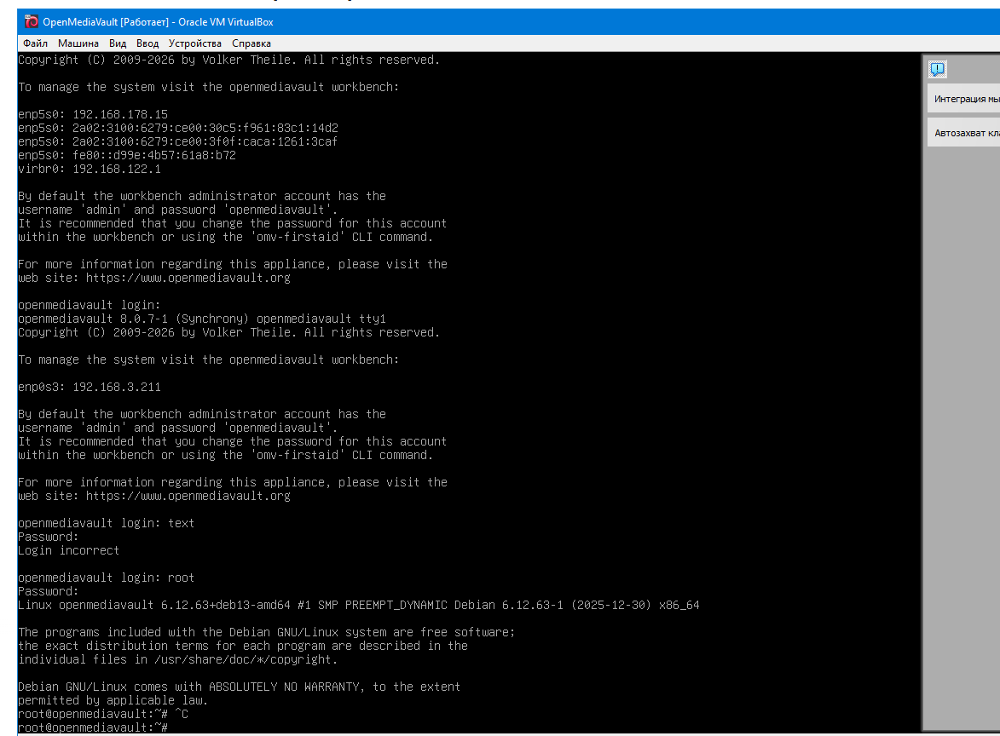 OpenMediaVault [Работает] - Oracle VM VirtualBox
Файл Машина Вид Ввод Устройства Справка
Copyright (C) 2009-2026 by Volker Theile. All rights reserved.
To manage the system visit the openmediavault workbench:
enp5s0: 192.168.178.15
enp5s0: 2a02:3100:6279:ce00:30c5:f961:83c1:14d2
enp5s0: 2a02:3100:6279:ce00:3f0f:caca:1261:3caf
enp5s0: fe80::d99e:4b57:61a8:b72
virbr0: 192.168.122.1
By default the workbench administrator account has the
username 'admin' and password 'openmediavault'.
It is recommended that you change the password for this account
within the workbench or using the 'omv-firstaid' CLI command.
For more information regarding this appliance, please visit the
web site: https://www.openmediavault.org
openmediavault login:
openmediavault 8.0.7-1 (Synchrony) openmediavault tty1
Copyright (C) 2009-2026 by Volker Theile. All rights reserved.
To manage the system visit the openmediavault workbench:
enp0s3: 192.168.3.211
By default the workbench administrator account has the
username 'admin' and password 'openmediavault'.
It is recommended that you change the password for this account
within the workbench or using the 'omv-firstaid' CLI command.
For more information regarding this appliance, please visit the
web site: https://www.openmediavault.org
openmediavault login: text
Password:
Login incorrect
openmediavault login: root
Password:
Linux openmediavault 6.12.63+deb13-amd64 #1 SMP PREEMPT_DYNAMIC Debian 6.12.63-1 (2025-12-30) x86_64
The programs included with the Debian GNU/Linux system are free software;
the exact distribution terms for each program are described in the
individual files in /usr/share/doc/*/copyright.
Debian GNU/Linux comes with ABSOLUTELY NO WARRANTY, to the extent
permitted by applicable law.
root@openmediavault:~# ^C
root@openmediavault:~#
Интеграция мы
Автозахват кла